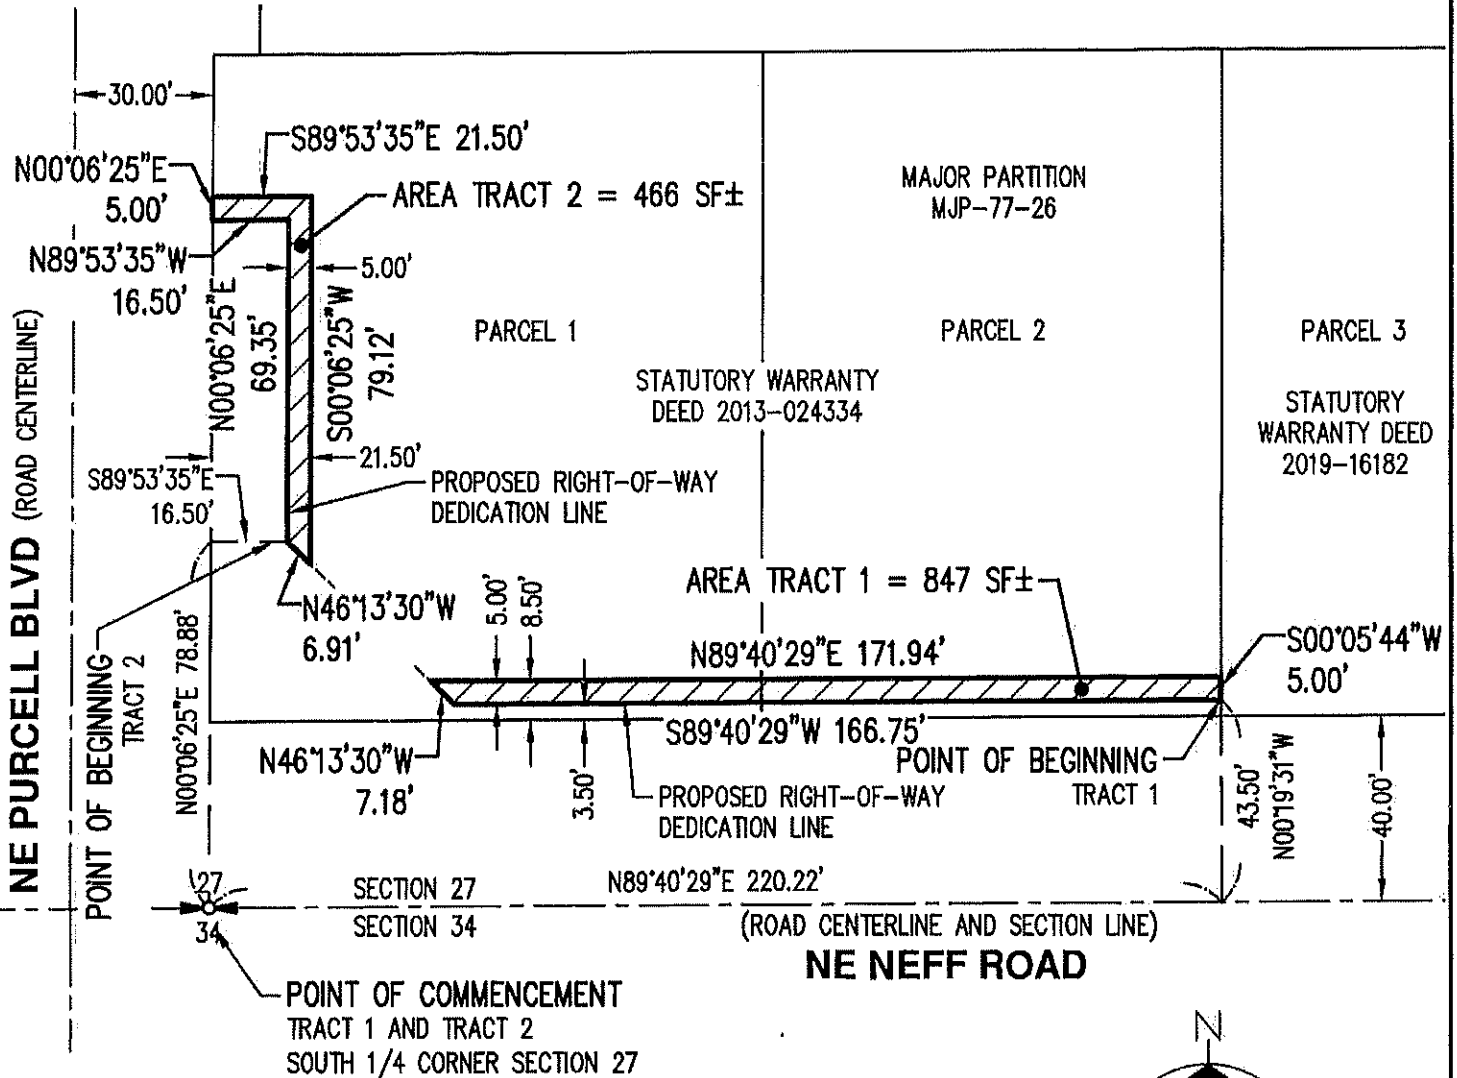 30.00'
S89°53'35"E 21.50'
N00°06'25"E
5.00'
AREA TRACT 2 = 466 SF±
MAJOR PARTITION
MJP-77-26
N89°53'35"W
16.50'
5.00'
N00°06'25"E
69.35'
S00°06'25"W
79.12'
PARCEL 1
PARCEL 2
PARCEL 3
STATUTORY WARRANTY
DEED 2013-024334
STATUTORY
WARRANTY DEED
2019-16182
21.50'
S89°53'35"E
16.50'
PROPOSED RIGHT-OF-WAY
DEDICATION LINE
NE PURCELL BLVD (ROAD CENTERLINE)
N46°13'30"W
6.91'
5.00'
8.50'
AREA TRACT 1 = 847 SF±
N89°40'29"E 171.94'
S00°05'44"W
5.00'
POINT OF BEGINNING
TRACT 2
N00°06'25"E 78.88'
N46°13'30"W
7.18'
3.50'
S89°40'29"W 166.75'
POINT OF BEGINNING
TRACT 1
PROPOSED RIGHT-OF-WAY
DEDICATION LINE
43.50'
N00°19'31"W
40.00'
27
34
SECTION 27
SECTION 34
N89°40'29"E 220.22'
(ROAD CENTERLINE AND SECTION LINE)
NE NEFF ROAD
POINT OF COMMENCEMENT
TRACT 1 AND TRACT 2
SOUTH 1/4 CORNER SECTION 27
N